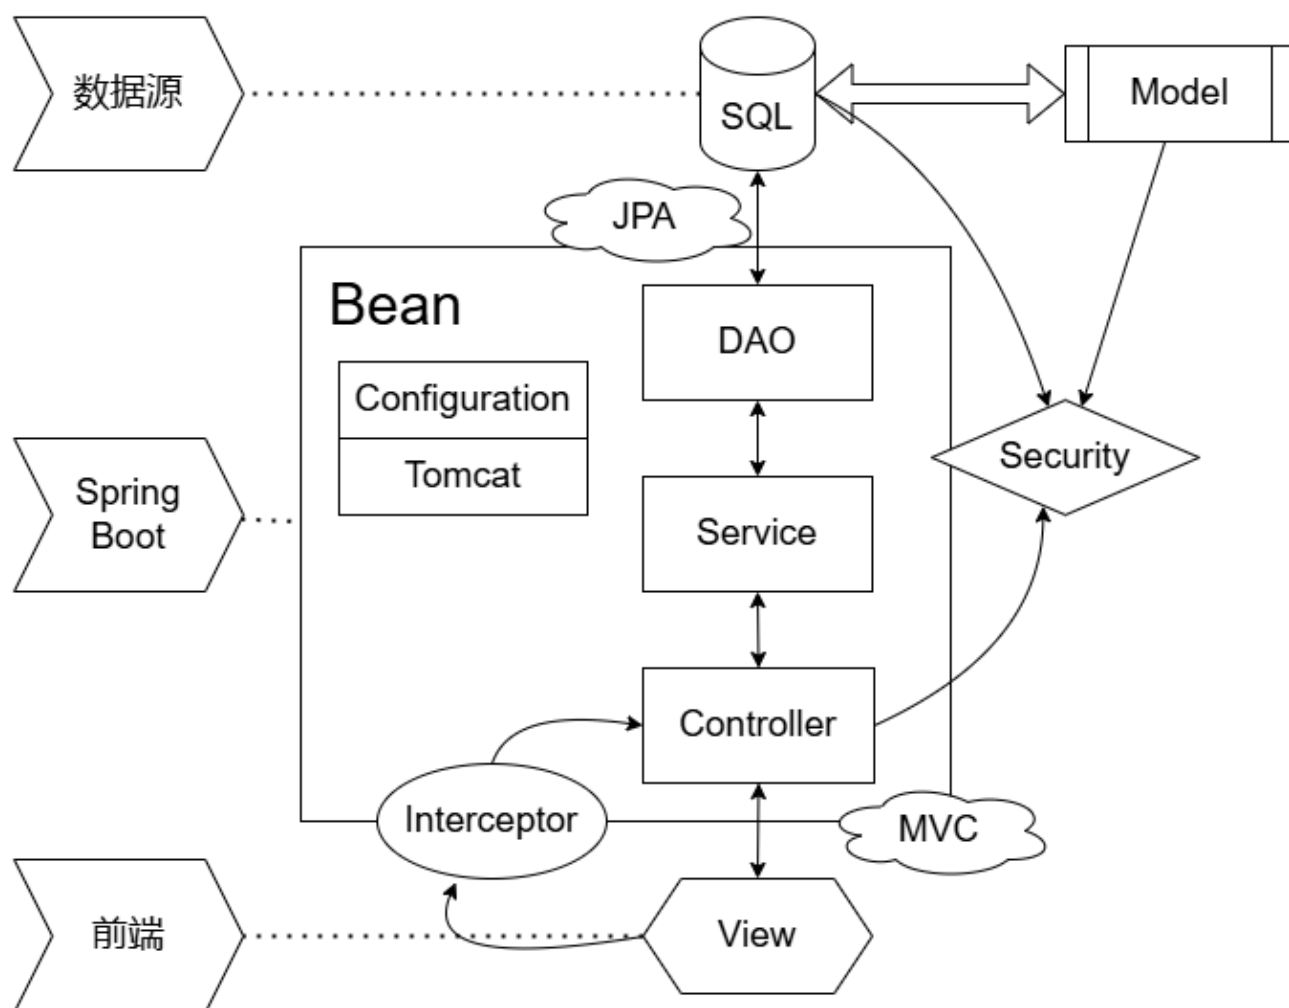 数据源
SQL
Model
JPA
Bean
DAO
Configuration
Tomcat
Security
Spring
Boot
Service
Controller
Interceptor
MVC
前端
View